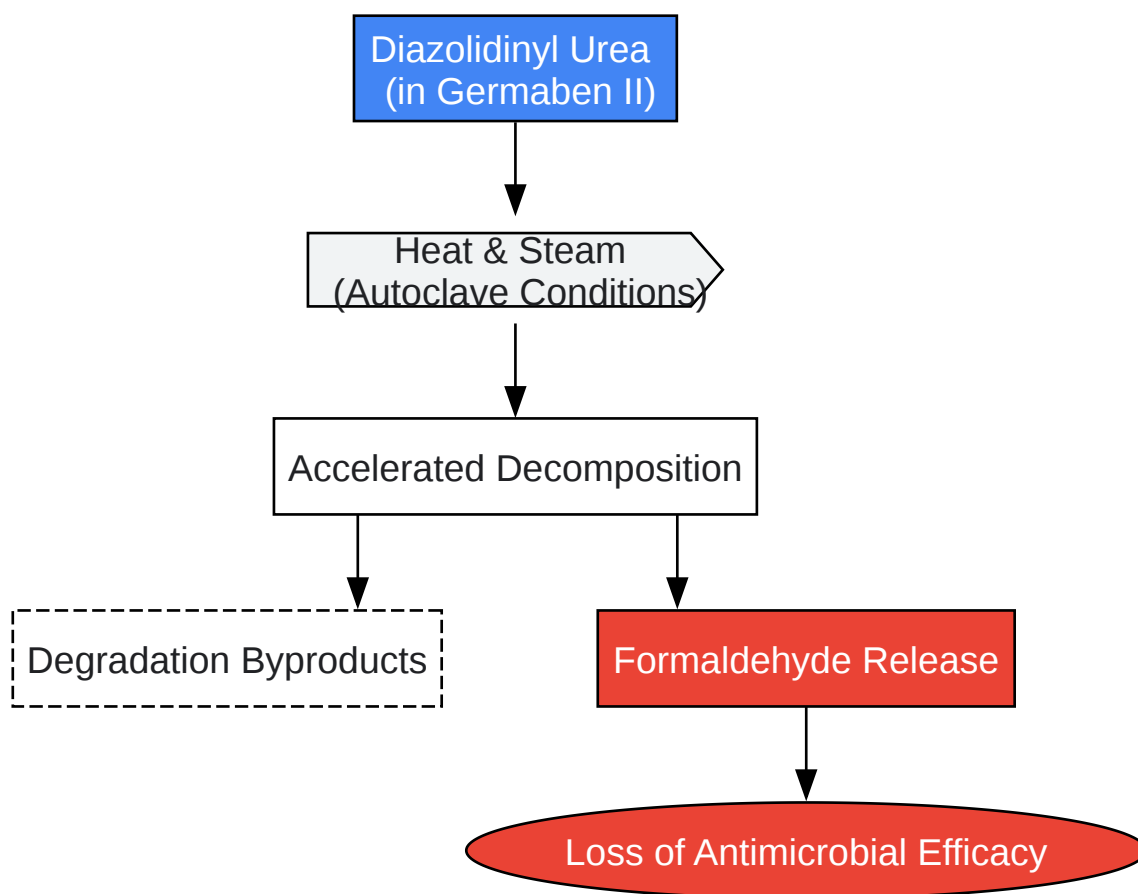 Diazolidinyl Urea
(in Germaben II)
Heat & Steam
(Autoclave Conditions)
Accelerated Decomposition
Degradation Byproducts
Formaldehyde Release
Loss of Antimicrobial Efficacy